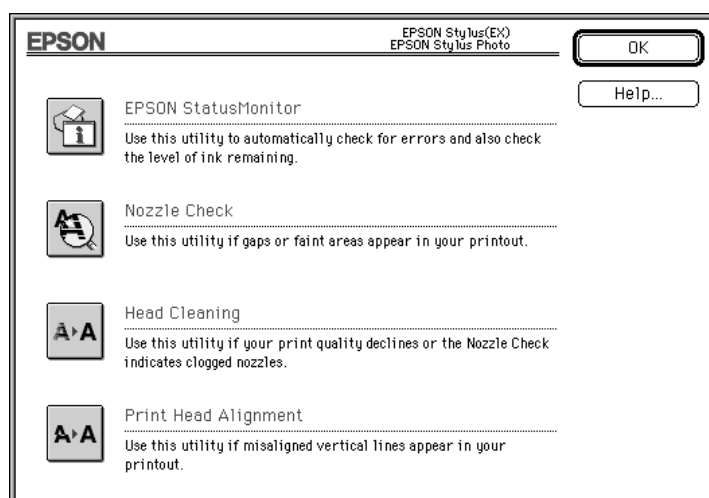 EPSON
EPSON Stylus(EX)
EPSON Stylus Photo
OK
Help...
EPSON StatusMonitor
Use this utility to automatically check for errors and also check
the level of ink remaining.
Nozzle Check
Use this utility if gaps or faint areas appear in your printout.
Head Cleaning
Use this utility if your print quality declines or the Nozzle Check
indicates clogged nozzles.
Print Head Alignment
Use this utility if misaligned vertical lines appear in your
printout.